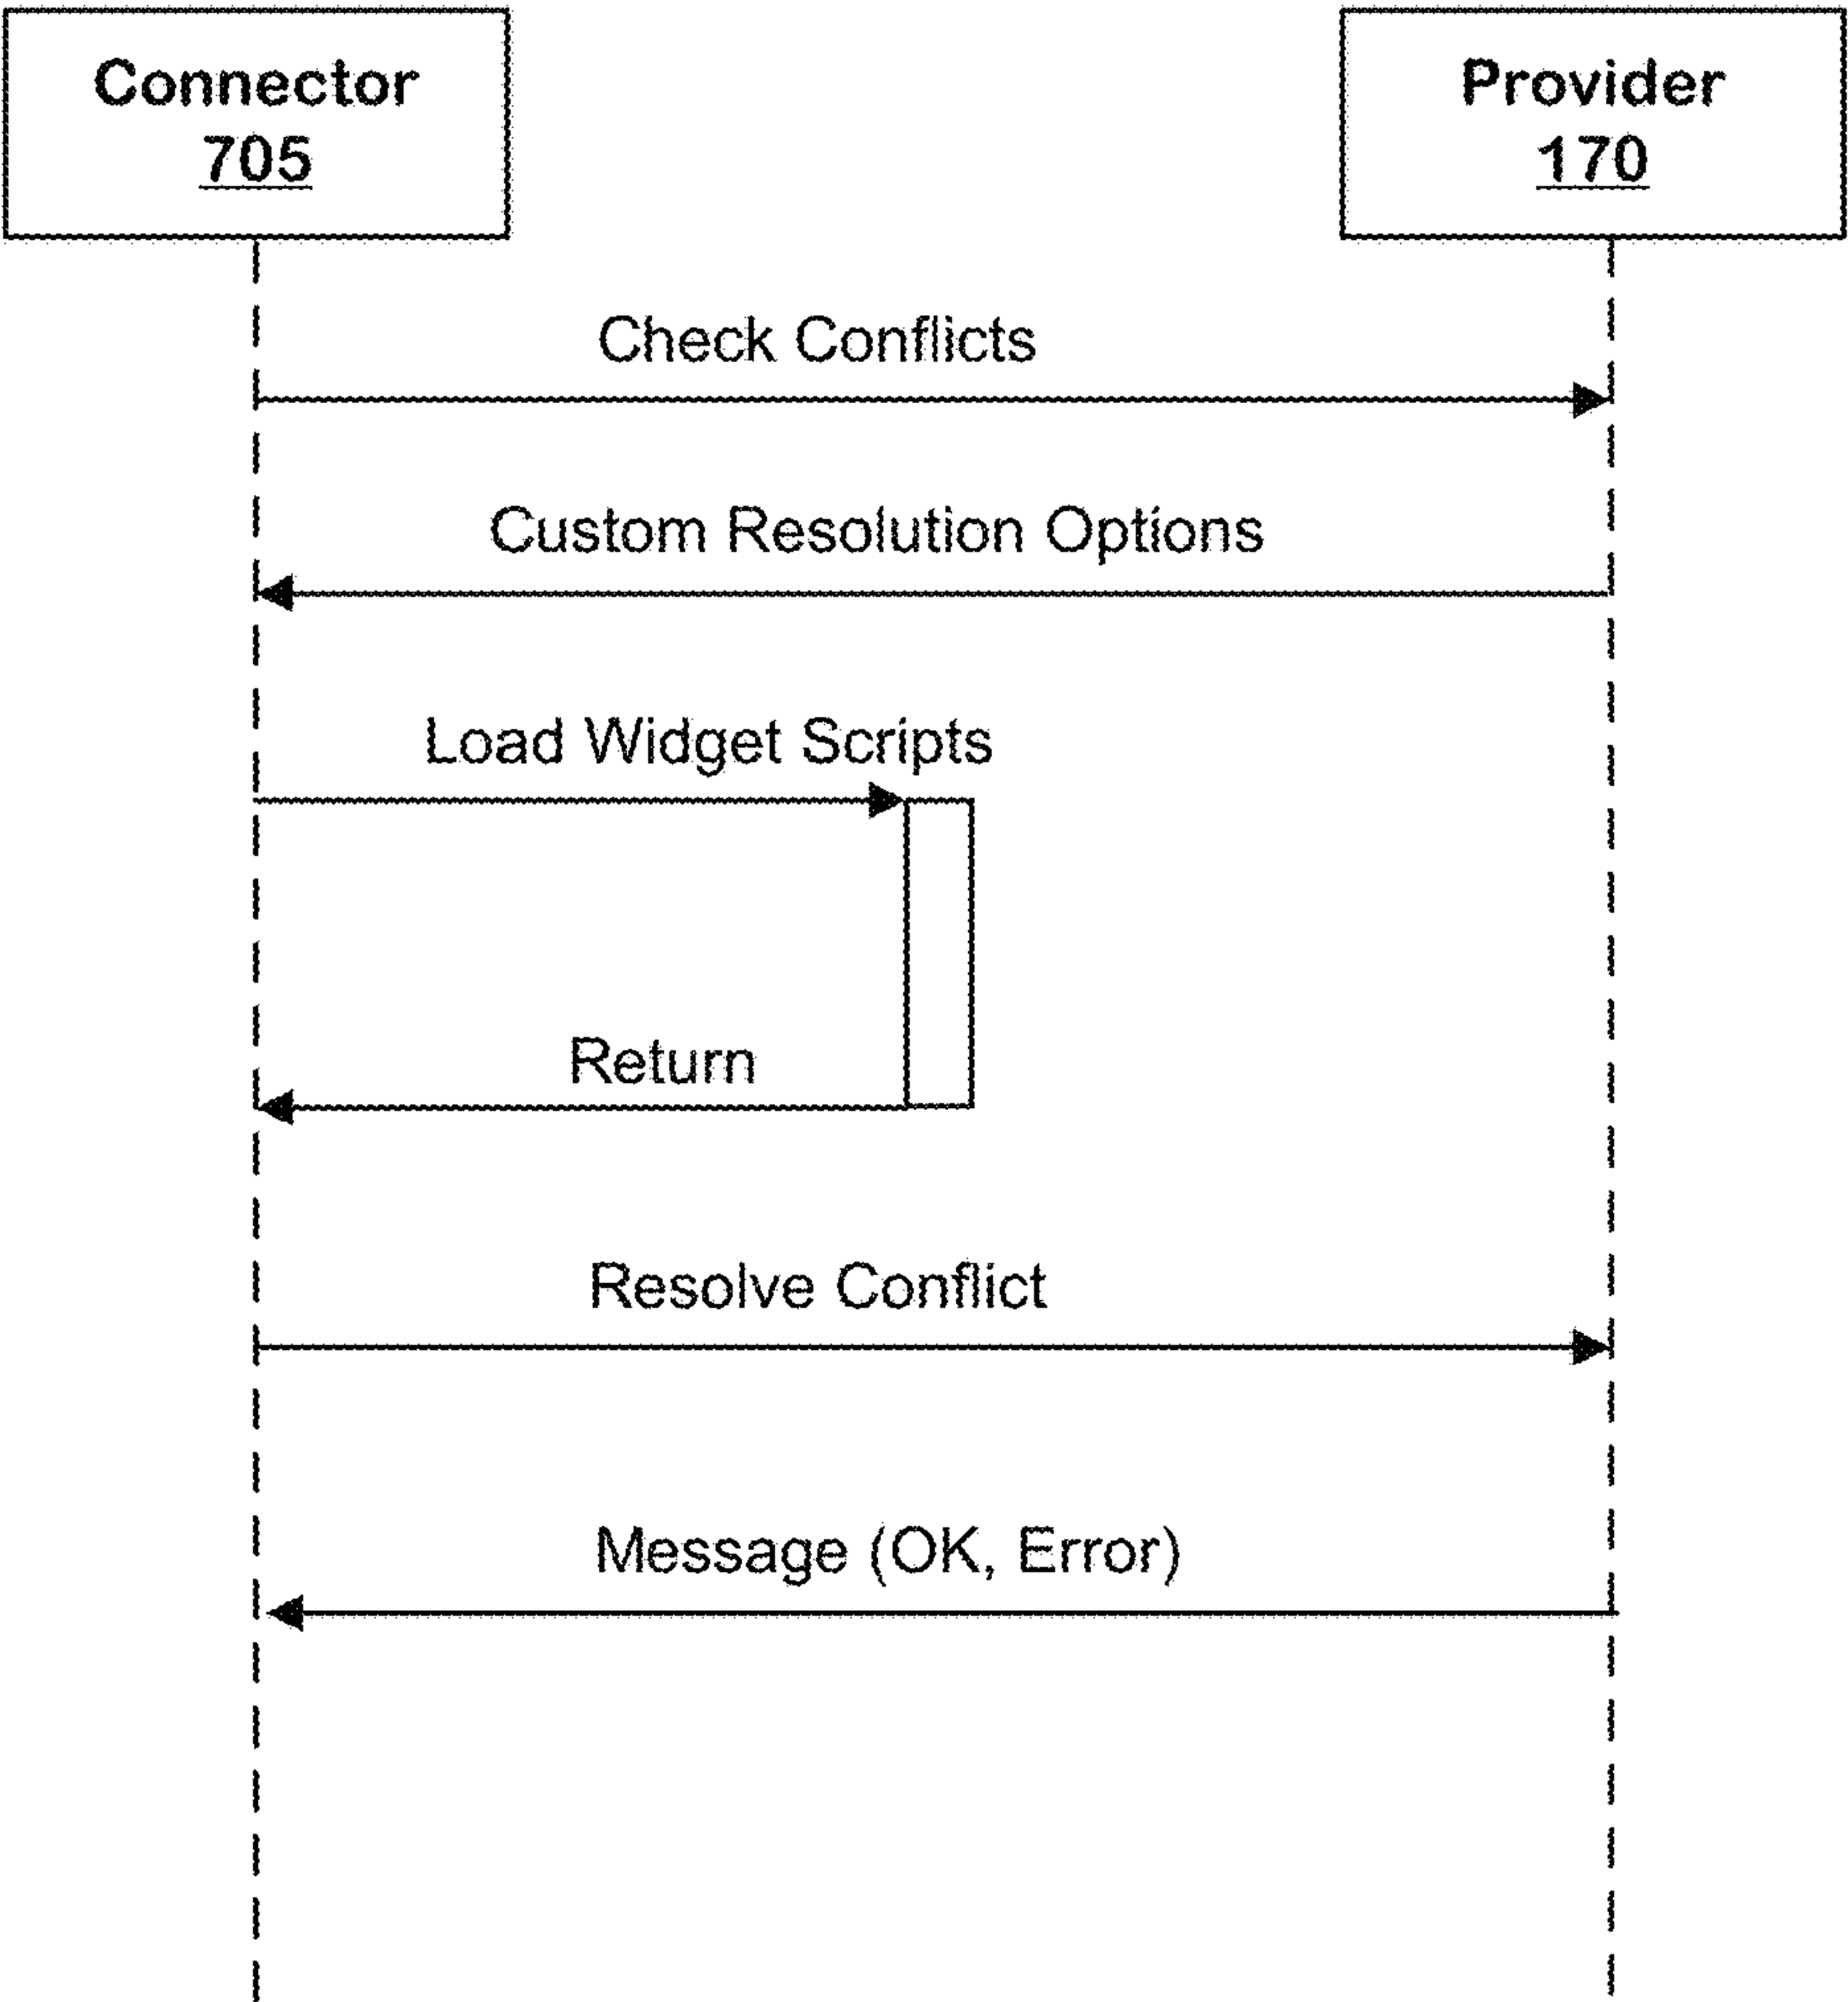 Connector
705
Provider
170
Check Conflicts
Custom Resolution Options
Load Widget Scripts
Return
Resolve Conflict
Message (OK, Error)